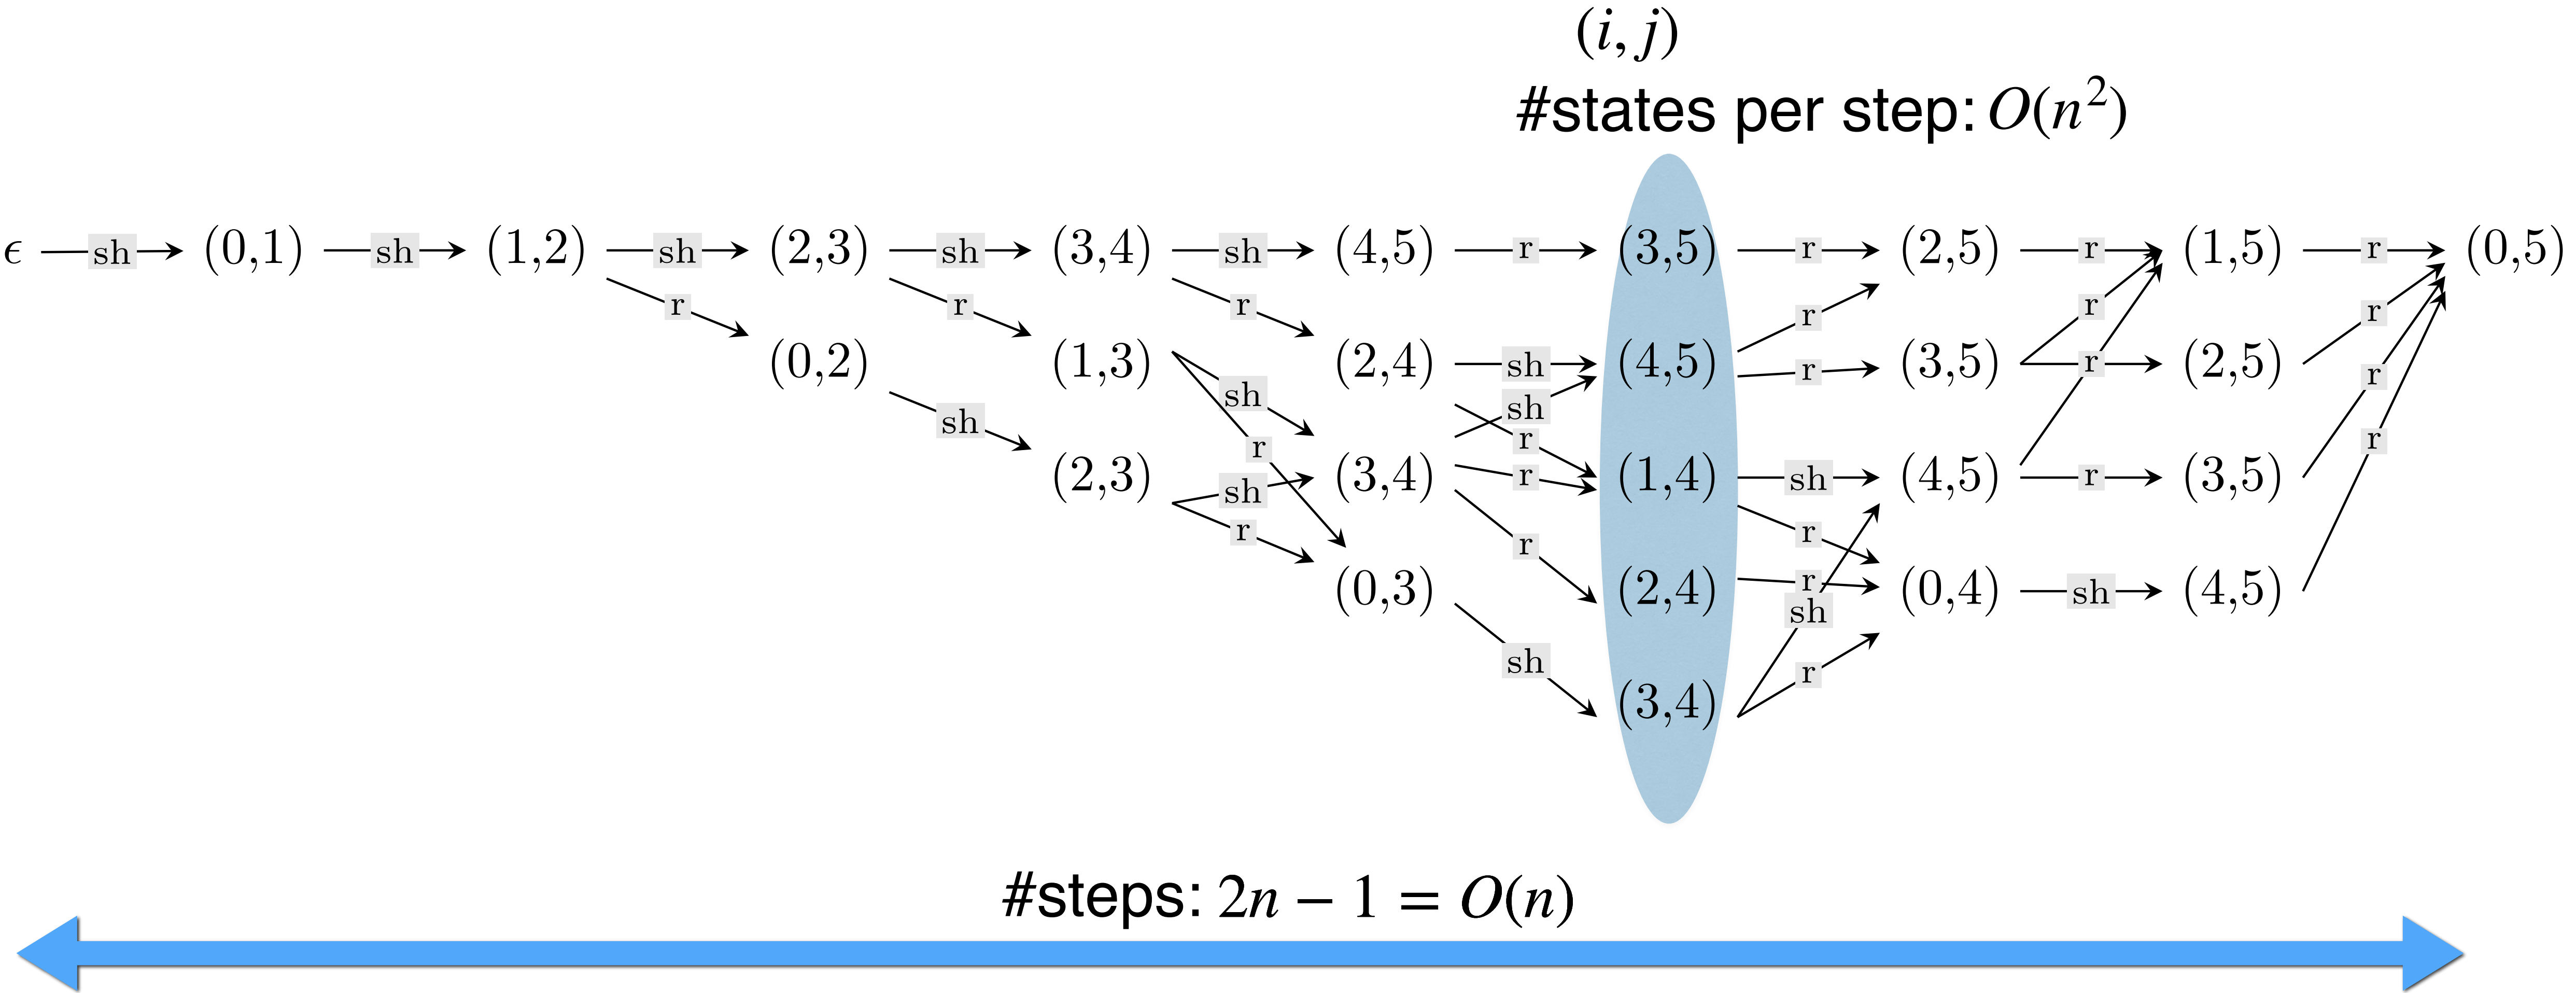 (i, j)
#states per step: O(n²)
ϵ sh (0,1) sh (1,2) sh (2,3) sh (3,4) sh (4,5) r (3,5) r (2,5) r (1,5) r (0,5)
r r r r r r
(0,2) (1,3) (2,4) sh (4,5) r (3,5) r (2,5) r
sh sh sh
r r r
(2,3) sh (3,4) r (1,4) sh (4,5) r (3,5)
r r r
(0,3) (2,4) r (0,4) sh (4,5)
sh
sh r
(3,4)
#steps: 2n − 1 = O(n)